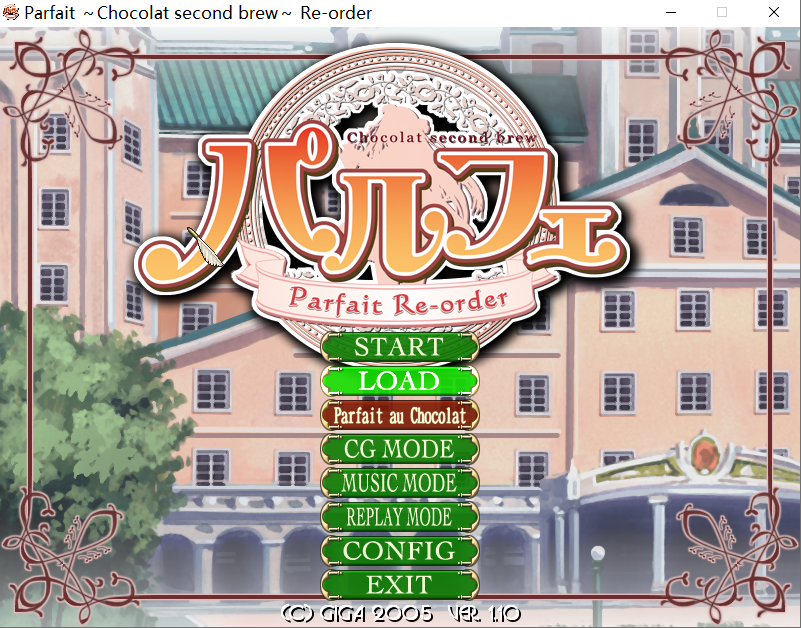 Parfait ~Chocolat second brew~ Re-order
Chocolat second brew
パルフェ
Parfait Re-order
START
LOAD
Parfait au Chocolat
CG MODE
MUSIC MODE
REPLAY MODE
CONFIG
EXIT
(C) GIGA 2005 VER. 1.10